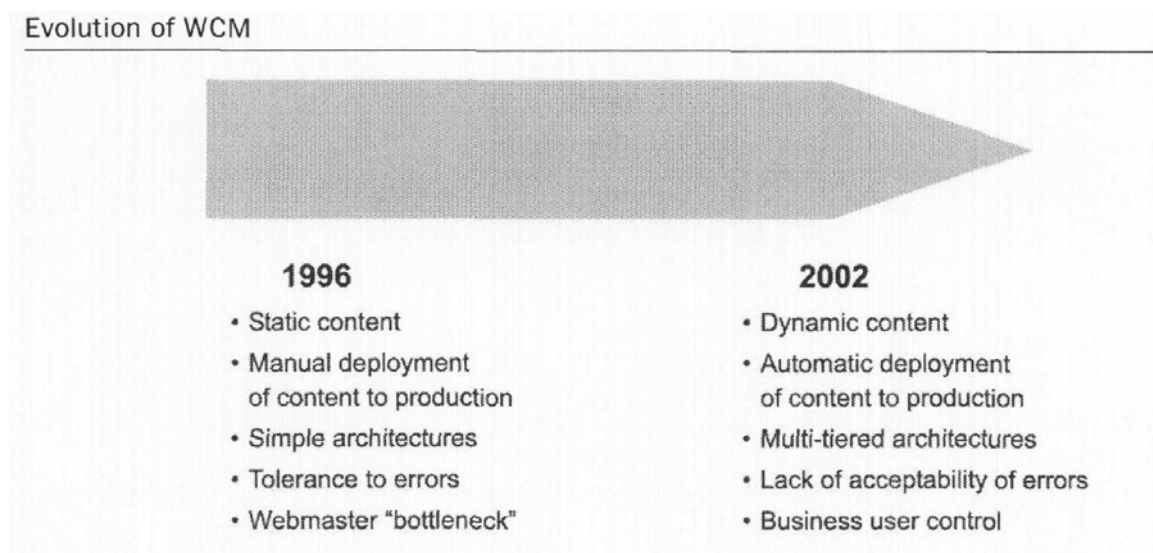 Evolution of WCM
1996
• Static content
• Manual deployment
of content to production
• Simple architectures
• Tolerance to errors
• Webmaster “bottleneck”
2002
• Dynamic content
• Automatic deployment
of content to production
• Multi-tiered architectures
• Lack of acceptability of errors
• Business user control